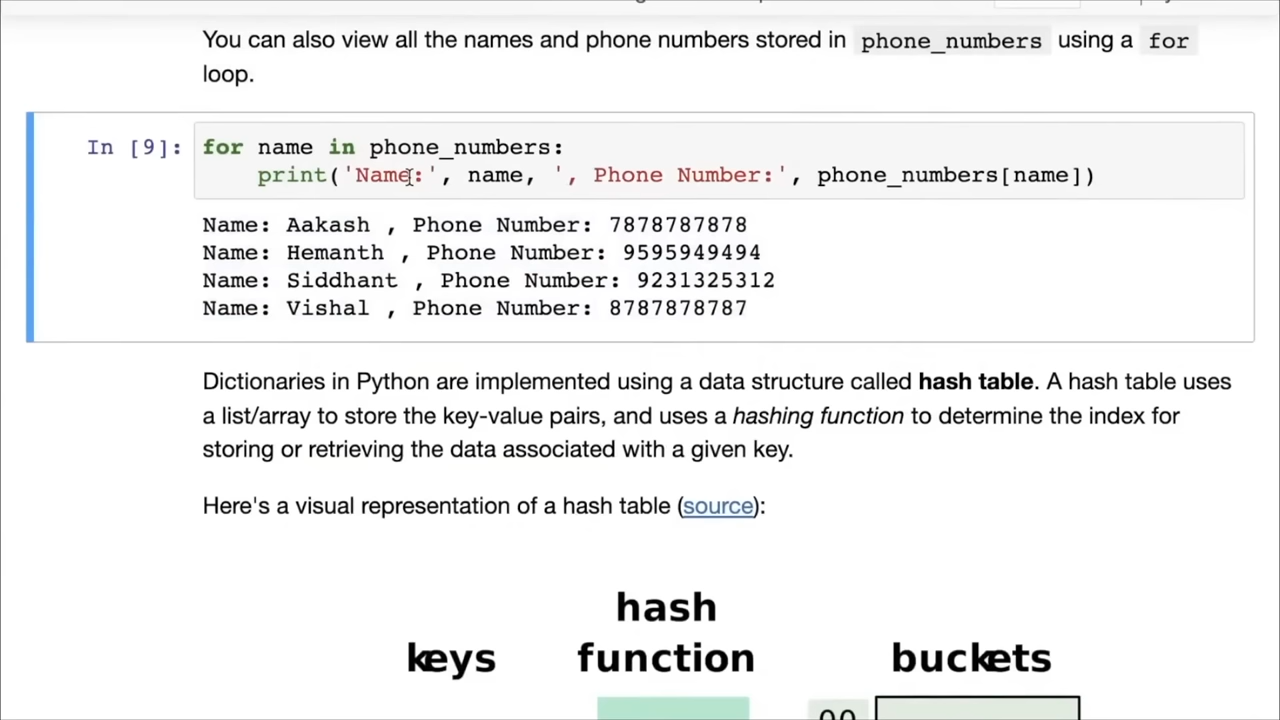 You can also view all the names and phone numbers stored in phone_numbers using a for
loop.
In [9]: for name in phone_numbers:
print('Name:', name, ', Phone Number:', phone_numbers[name])
Name: Aakash , Phone Number: 7878787878
Name: Hemanth , Phone Number: 9595949494
Name: Siddhant , Phone Number: 9231325312
Name: Vishal , Phone Number: 8787878787
Dictionaries in Python are implemented using a data structure called hash table. A hash table uses
a list/array to store the key-value pairs, and uses a hashing function to determine the index for
storing or retrieving the data associated with a given key.
Here's a visual representation of a hash table (source):
hash
keys function buckets